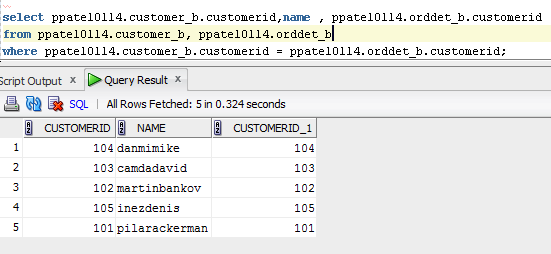 select ppatel0114.customer_b.customerid,name , ppatel0114.orddet_b.customerid
from ppatel0114.customer_b, ppatel0114.orddet_b
where ppatel0114.customer_b.customerid = ppatel0114.orddet_b.customerid;
Script Output x Query Result x
SQL | All Rows Fetched: 5 in 0.324 seconds
CUSTOMERID NAME CUSTOMERID_1
1 104 danmimike 104
2 103 camdadavid 103
3 102 martinbankov 102
4 105 inezdenis 105
5 101 pilarackerman 101